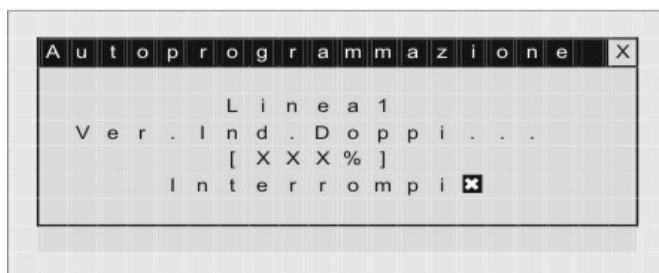 Autoprogrammazione X
Linea1
Ver.Ind.Doppi...
[XXX%]
Interrompi